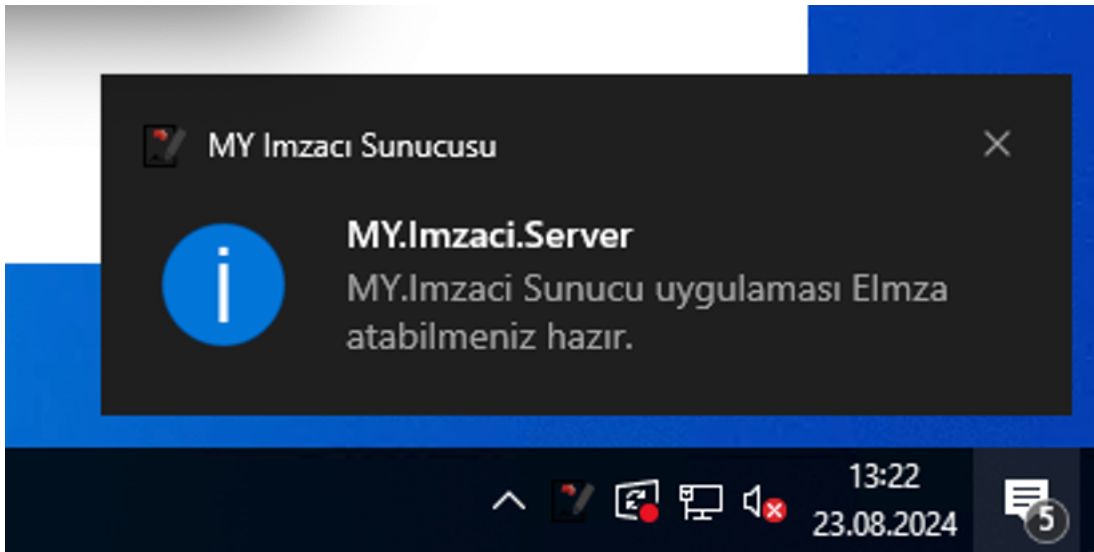 MY Imzacı Sunucusu
MY.Imzaci.Server
MY.Imzaci Sunucu uygulaması EImza
atabilmeniz hazır.
13:22
23.08.2024
5